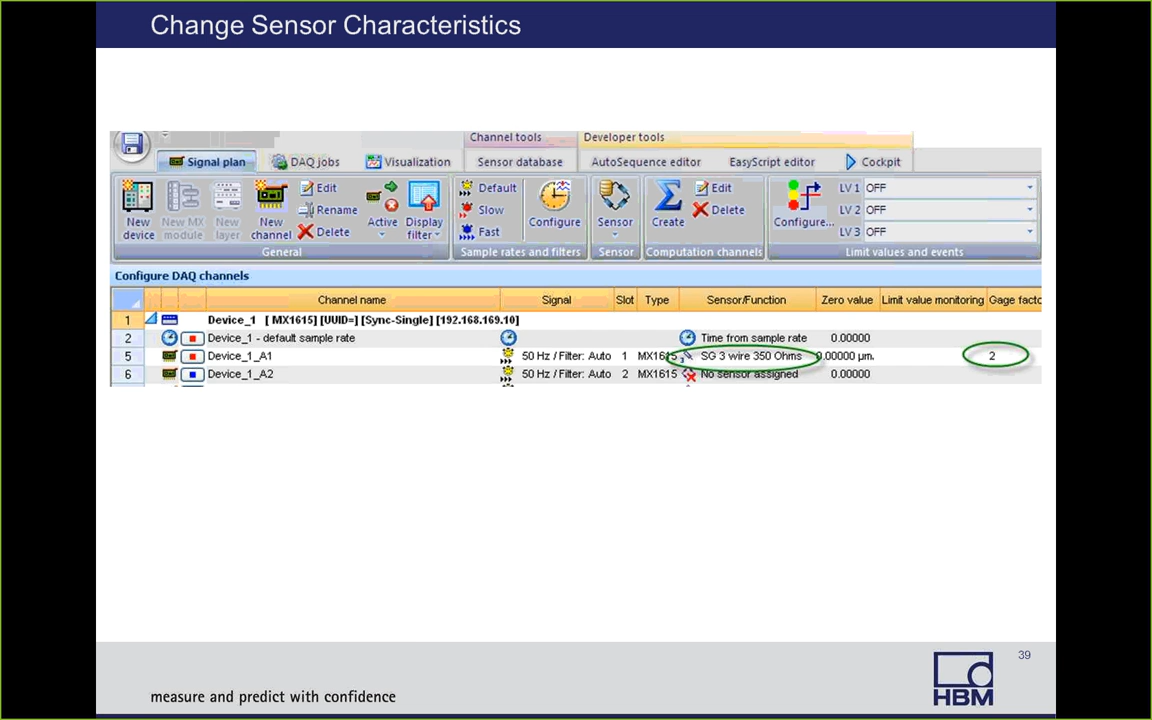 Change Sensor Characteristics
Channel tools Developer tools
Signal plan DAQ jobs Visualization Sensor database AutoSequence editor EasyScript editor Cockpit
New device New MX module New layer New channel Edit Rename Delete Active Display filter Default Slow Fast Configure Sensor Create Edit Delete Configure... LV 1 OFF LV 2 OFF LV 3 OFF
General Sample rates and filters Sensor Computation channels Limit values and events
Configure DAQ channels
Channel name Signal Slot Type Sensor/Function Zero value Limit value monitoring Gage facto
1 Device_1 [ MX1615] [UUID=] [Sync-Single] [192.168.169.10]
2 Device_1 - default sample rate Time from sample rate 0.00000
5 Device_1_A1 50 Hz / Filter: Auto 1 MX1615 SG 3 wire 350 Ohms 0.00000 µm. 2
6 Device_1_A2 50 Hz / Filter: Auto 2 MX1615 No sensor assigned 0.00000
39
measure and predict with confidence
HBM